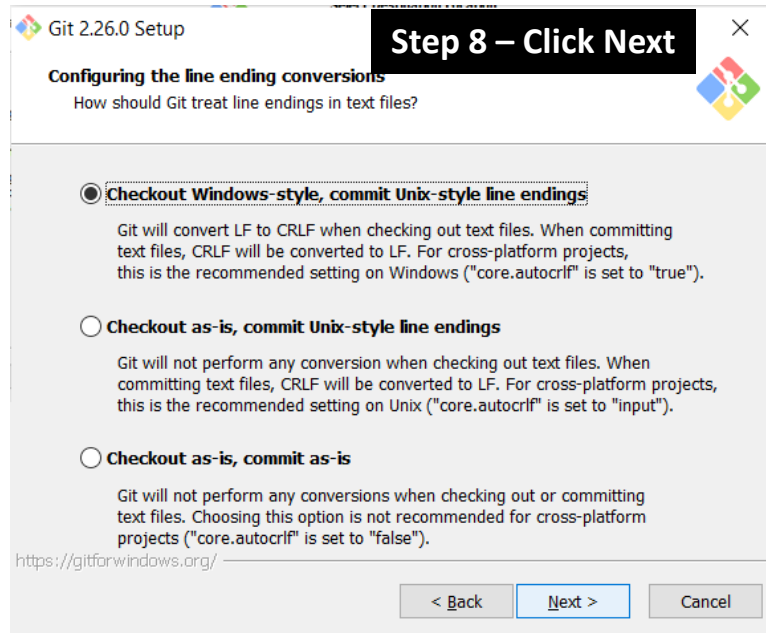 Git 2.26.0 Setup
Step 8 – Click Next
Configuring the line ending conversions
How should Git treat line endings in text files?
Checkout Windows-style, commit Unix-style line endings
Git will convert LF to CRLF when checking out text files. When committing
text files, CRLF will be converted to LF. For cross-platform projects,
this is the recommended setting on Windows ("core.autocrlf" is set to "true").
Checkout as-is, commit Unix-style line endings
Git will not perform any conversion when checking out text files. When
committing text files, CRLF will be converted to LF. For cross-platform projects,
this is the recommended setting on Unix ("core.autocrlf" is set to "input").
Checkout as-is, commit as-is
Git will not perform any conversions when checking out or committing
text files. Choosing this option is not recommended for cross-platform
projects ("core.autocrlf" is set to "false").
https://gitforwindows.org/
< Back
Next >
Cancel